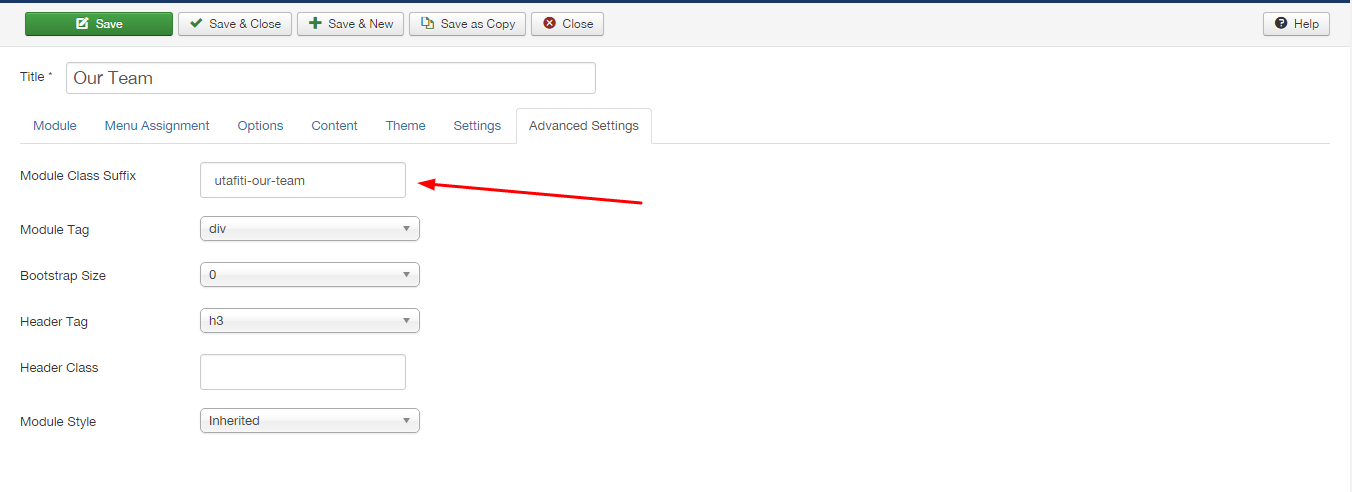 Save Save & Close Save & New Save as Copy Close Help
Title * Our Team
Module Menu Assignment Options Content Theme Settings Advanced Settings
Module Class Suffix utafiti-our-team
Module Tag div
Bootstrap Size 0
Header Tag h3
Header Class
Module Style Inherited